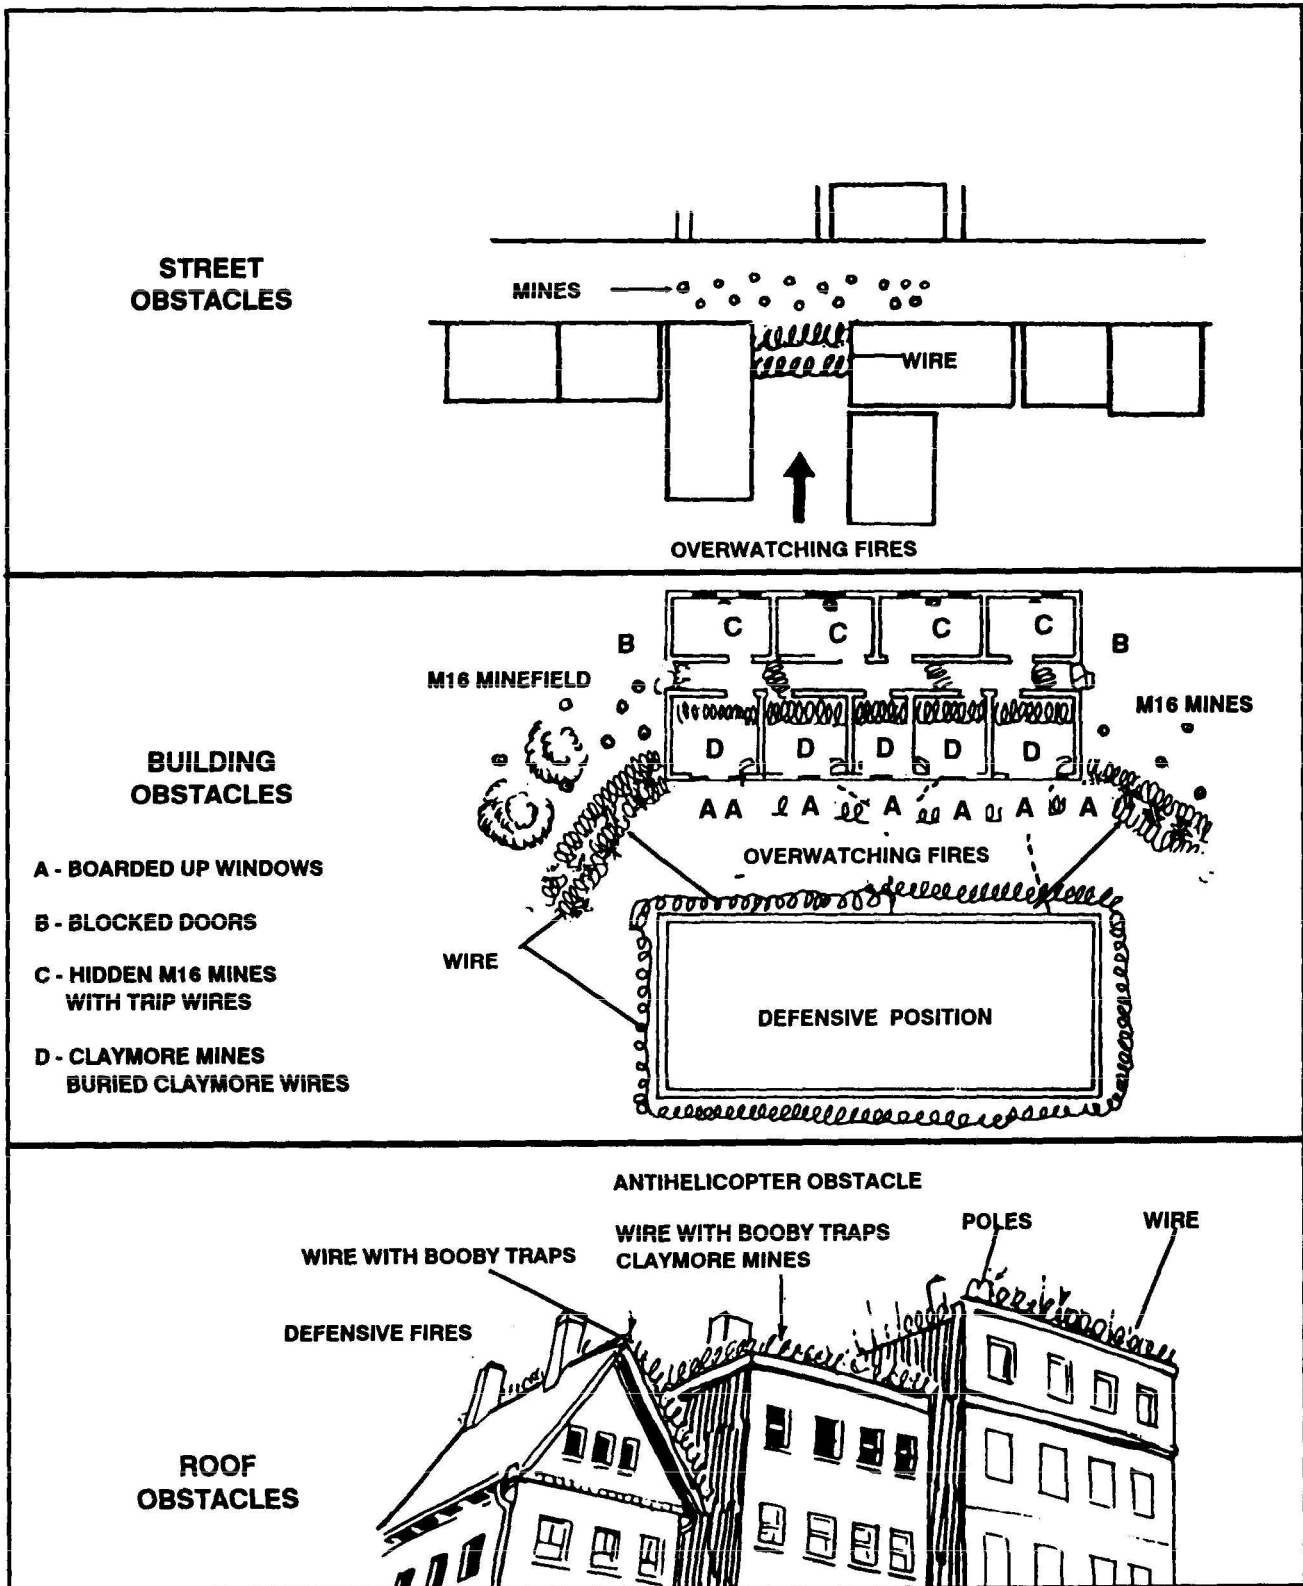 STREET
OBSTACLES
MINES
WIRE
OVERWATCHING FIRES
B
C
C
C
C
B
M16 MINEFIELD
M16 MINES
D
D
D
D
D
BUILDING
OBSTACLES
A A
A
A
A
A
A
A - BOARDED UP WINDOWS
OVERWATCHING FIRES
B - BLOCKED DOORS
C - HIDDEN M16 MINES
WITH TRIP WIRES
WIRE
DEFENSIVE POSITION
D - CLAYMORE MINES
BURIED CLAYMORE WIRES
ANTIHELICOPTER OBSTACLE
WIRE WITH BOOBY TRAPS
CLAYMORE MINES
POLES
WIRE
WIRE WITH BOOBY TRAPS
DEFENSIVE FIRES
ROOF
OBSTACLES